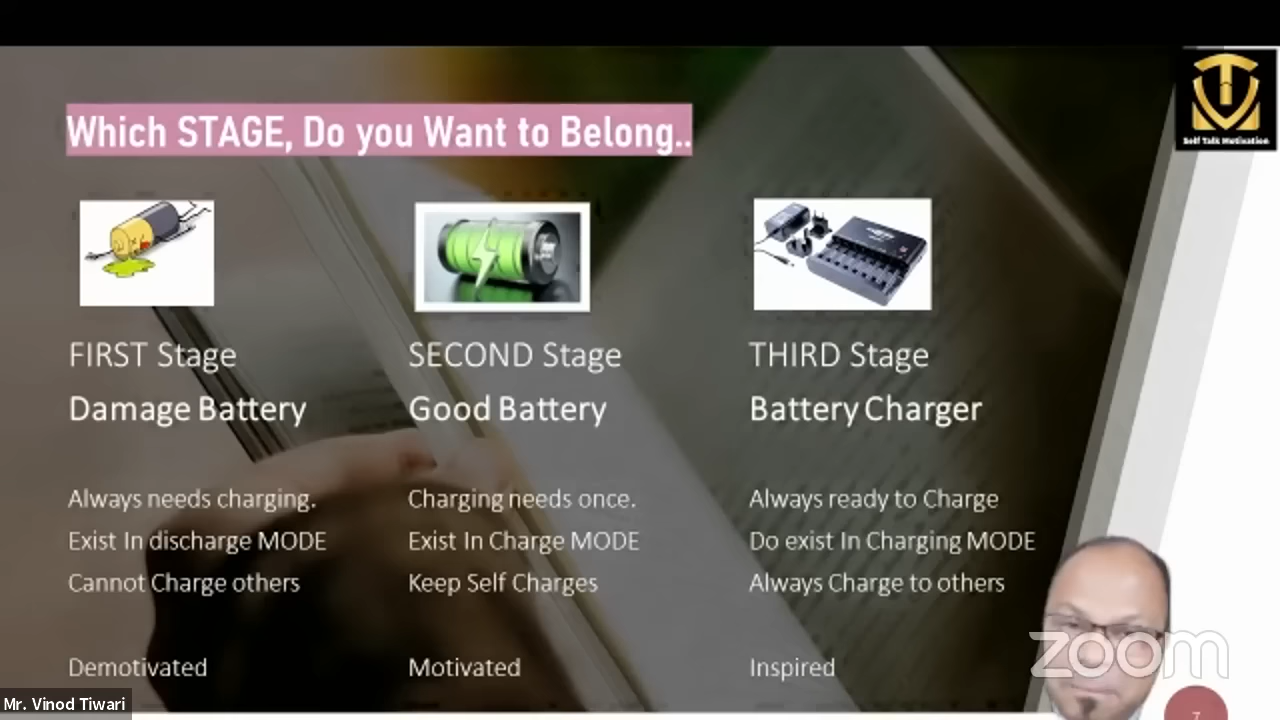 Which STAGE, Do you Want to Belong..
Self Talk Motivation
FIRST Stage
Damage Battery
Always needs charging.
Exist In discharge MODE
Cannot Charge others
Demotivated
SECOND Stage
Good Battery
Charging needs once.
Exist In Charge MODE
Keep Self Charges
Motivated
THIRD Stage
Battery Charger
Always ready to Charge
Do exist In Charging MODE
Always Charge to others
Inspired
zoom
Mr. Vinod Tiwari
7